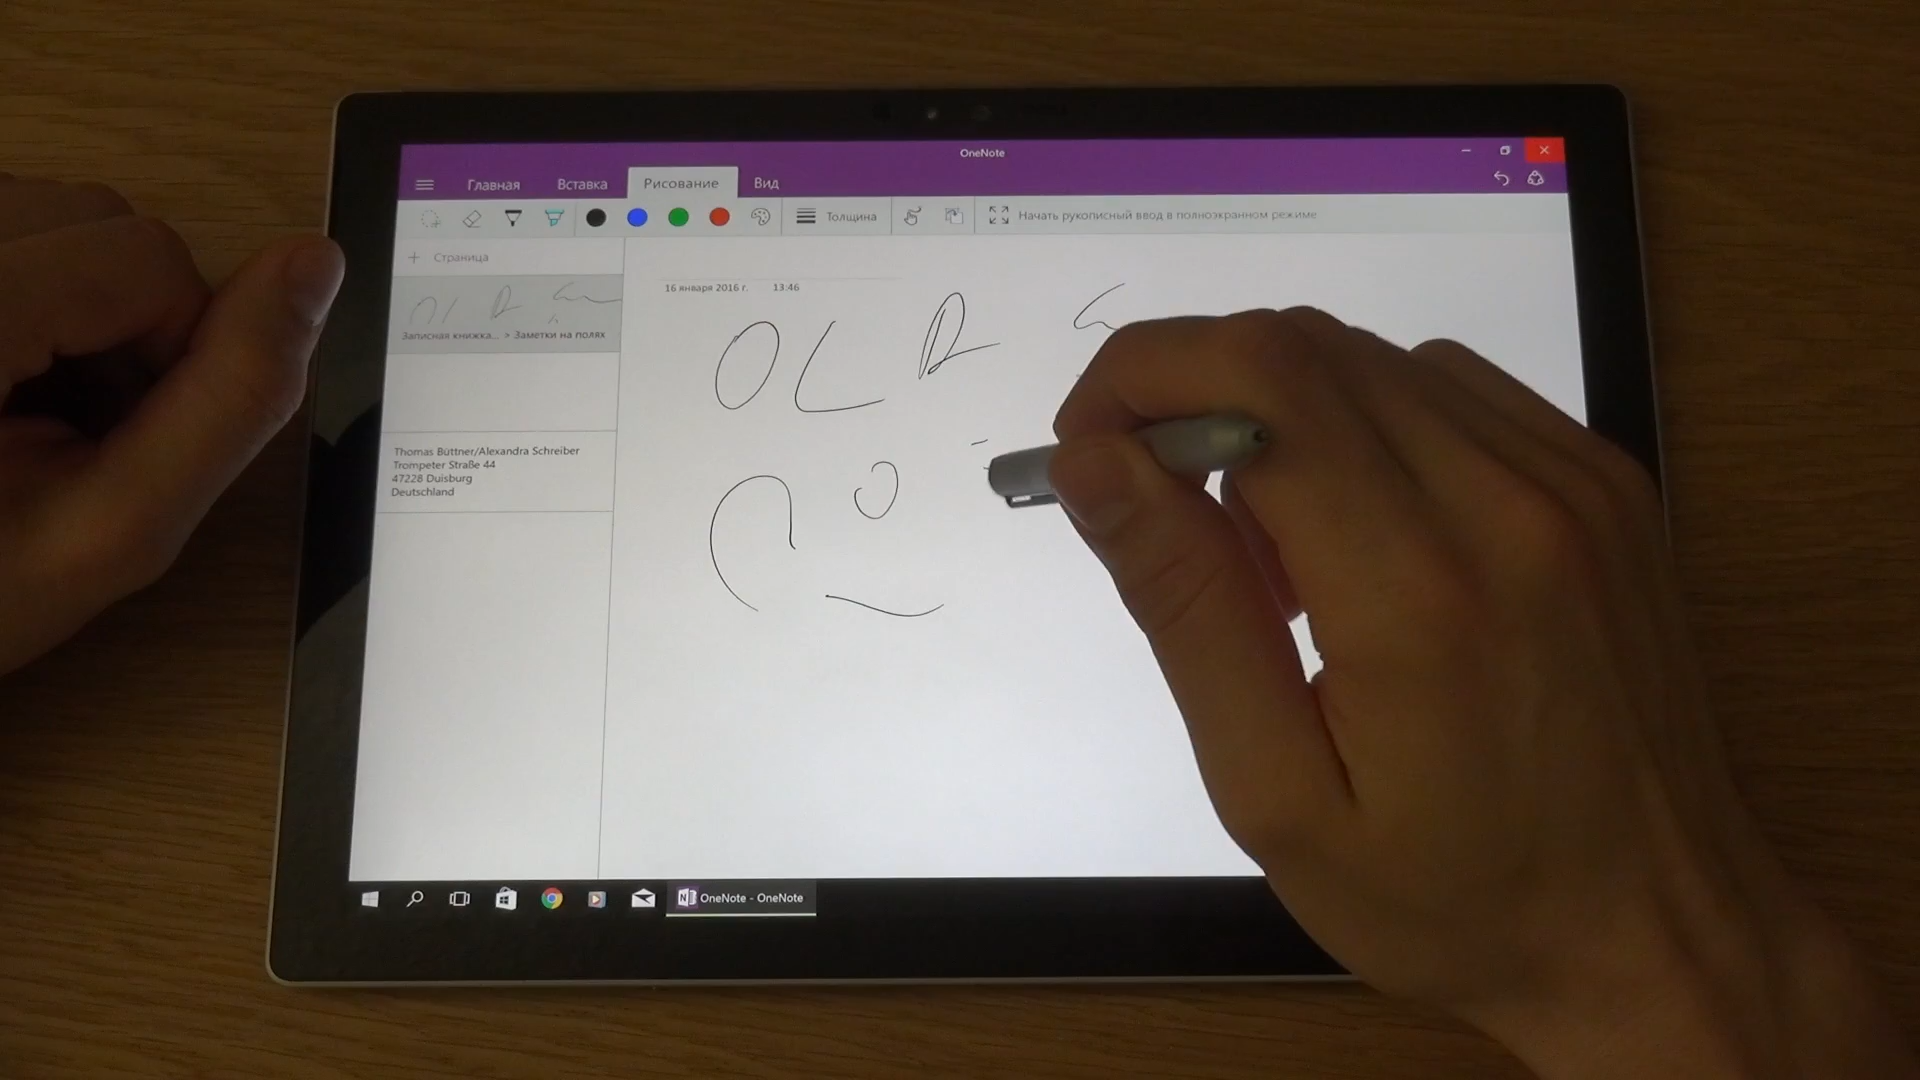 OneNote
Главная Вставка Рисование Вид
Толщина Начать рукописный ввод в полноэкранном режиме
+ Страница
Записная книжка... > Заметки на полях
Thomas Büttner/Alexandra Schreiber
Trompeter Straße 44
47228 Duisburg
Deutschland
16 января 2016 г. 13:46
OneNote - OneNote